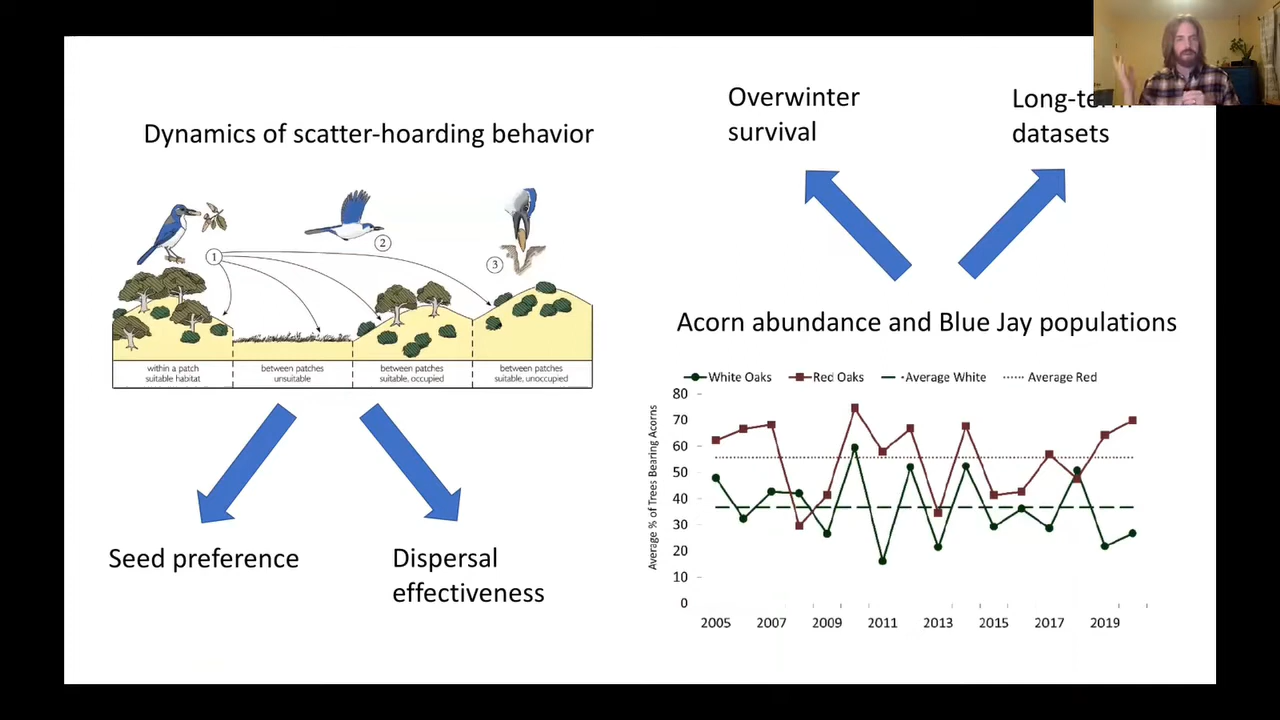 Dynamics of scatter-hoarding behavior
1
2
3
within a patch
suitable habitat
between patches
unsuitable
between patches
suitable, occupied
between patches
suitable, unoccupied
Seed preference
Dispersal
effectiveness
Overwinter
survival
Long-term
datasets
Acorn abundance and Blue Jay populations
White Oaks Red Oaks Average White Average Red
Average % of Trees Bearing Acorns
80
70
60
50
40
30
20
10
0
2005 2007 2009 2011 2013 2015 2017 2019